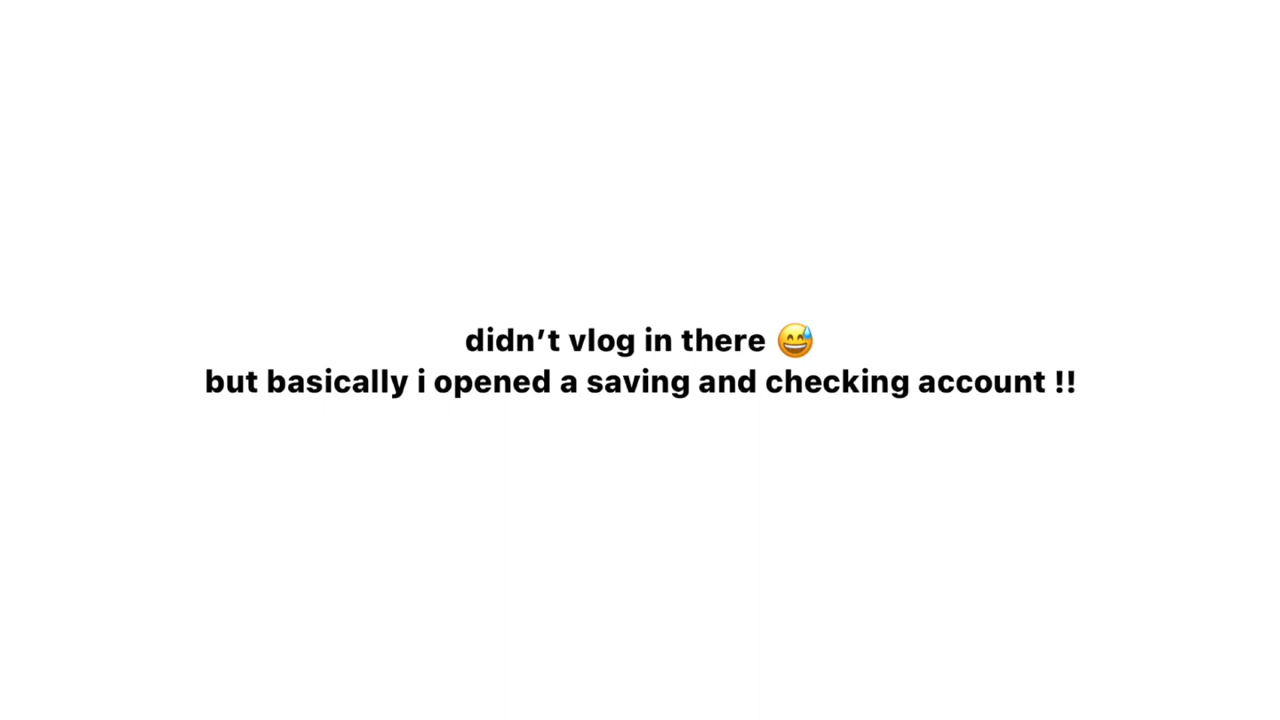 didn’t vlog in there 😅
but basically i opened a saving and checking account !!